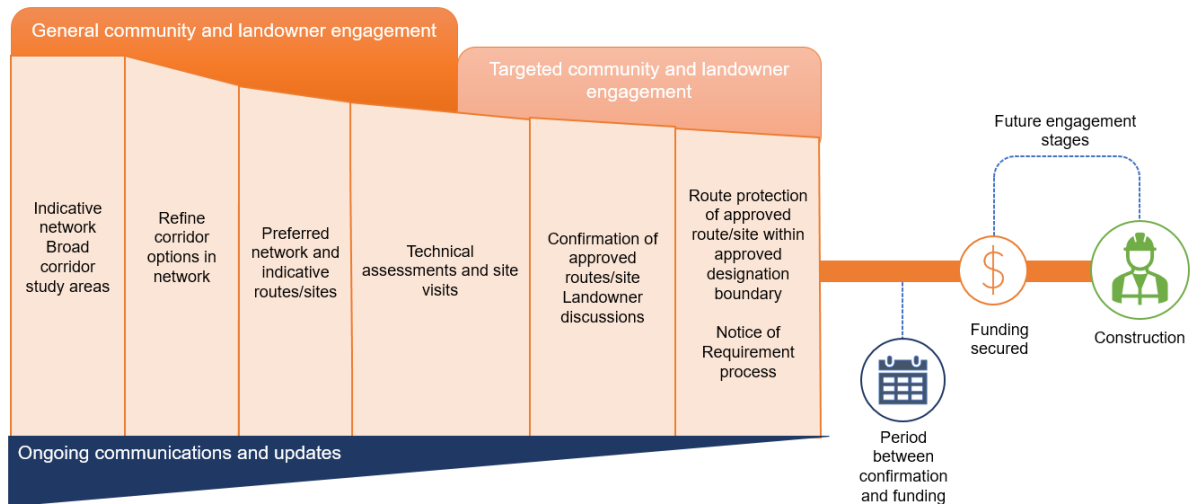 General community and landowner engagement
Targeted community and landowner
engagement
Indicative
network
Broad
corridor
study areas
Refine
corridor
options in
network
Preferred
network and
indicative
routes/sites
Technical
assessments and site
visits
Confirmation of
approved
routes/site
Landowner
discussions
Route protection
of approved
route/site within
approved
designation
boundary
Notice of
Requirement
process
Ongoing communications and updates
Future engagement
stages
$
Funding
secured
Construction
Period
between
confirmation
and funding